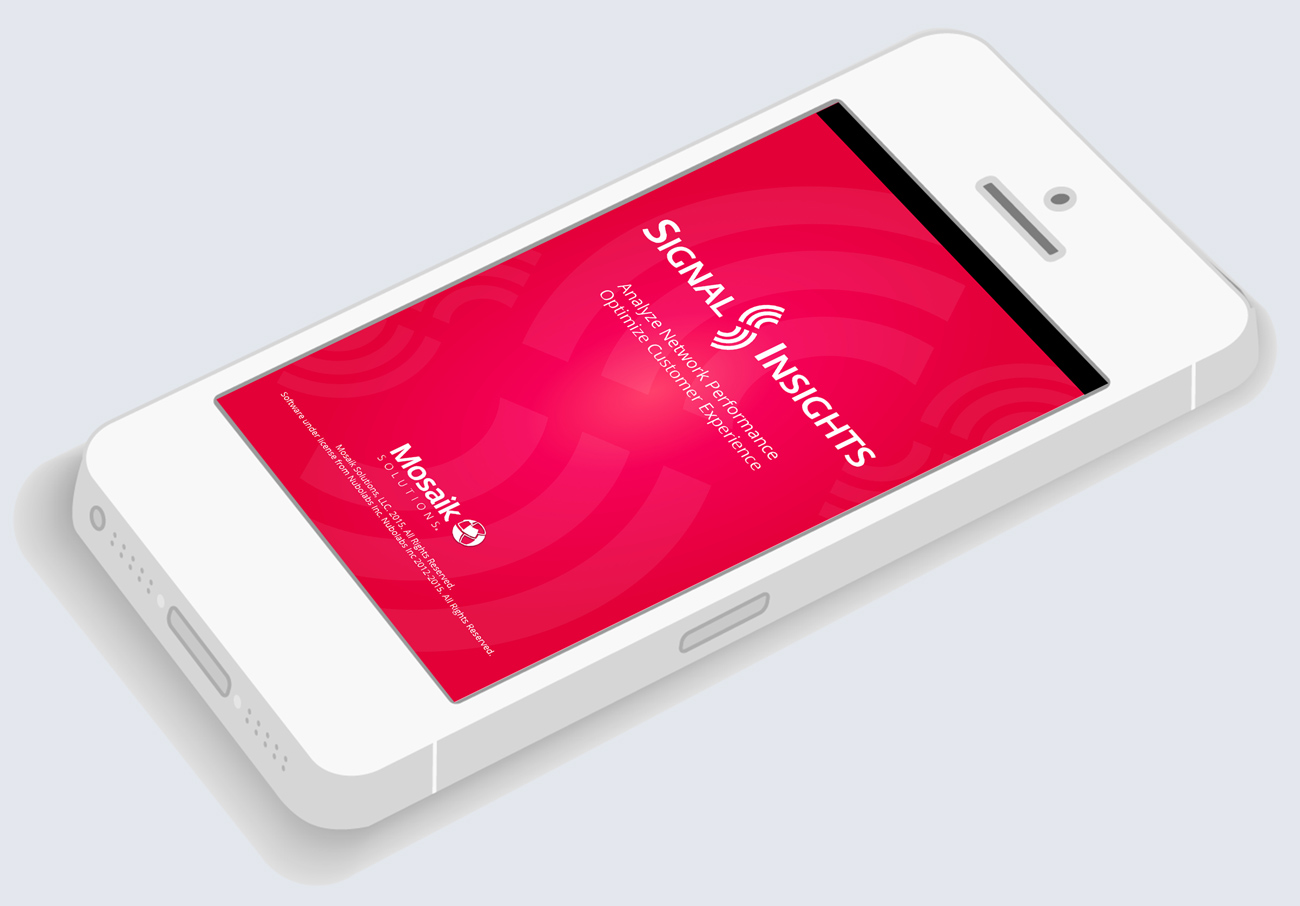 SIGNAL INSIGHTS
Analyze Network Performance
Optimize Customer Experience
Mosaik
SOLUTIONS.
Mosaik Solutions, LLC. 2015. All Rights Reserved.
Software under license from Nubolabs Inc. Nubolabs Inc 2012-2015. All Rights Reserved.